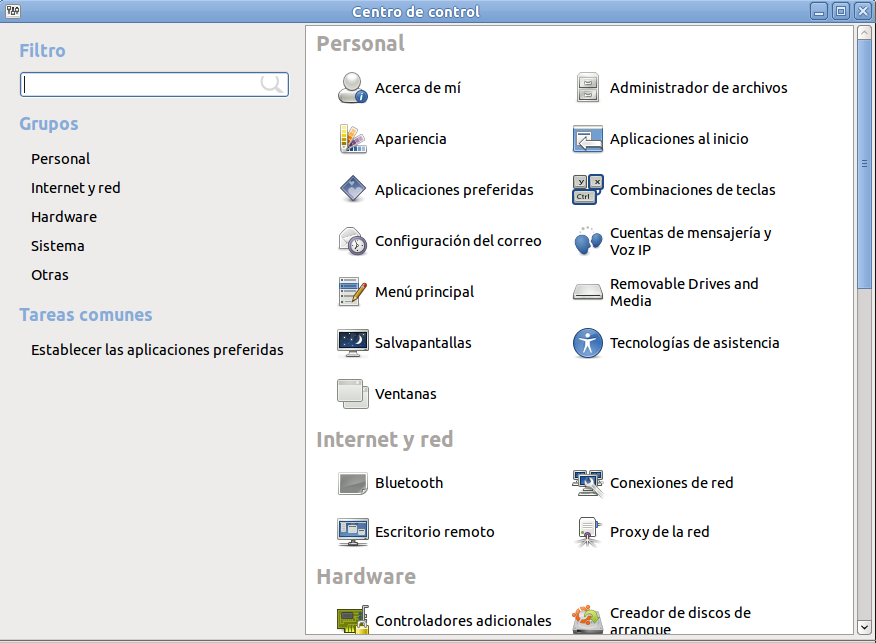 Centro de control
Filtro
Grupos
Personal
Internet y red
Hardware
Sistema
Otras
Tareas comunes
Establecer las aplicaciones preferidas
Personal
Acerca de mí
Administrador de archivos
Apariencia
Aplicaciones al inicio
Aplicaciones preferidas
Y X
Ctrl
Combinaciones de teclas
Configuración del correo
Cuentas de mensajería y
Voz IP
Menú principal
Removable Drives and
Media
Salvapantallas
Tecnologías de asistencia
Ventanas
Internet y red
Bluetooth
Conexiones de red
Escritorio remoto
Proxy de la red
Hardware
Controladores adicionales
Creador de discos de
arranque